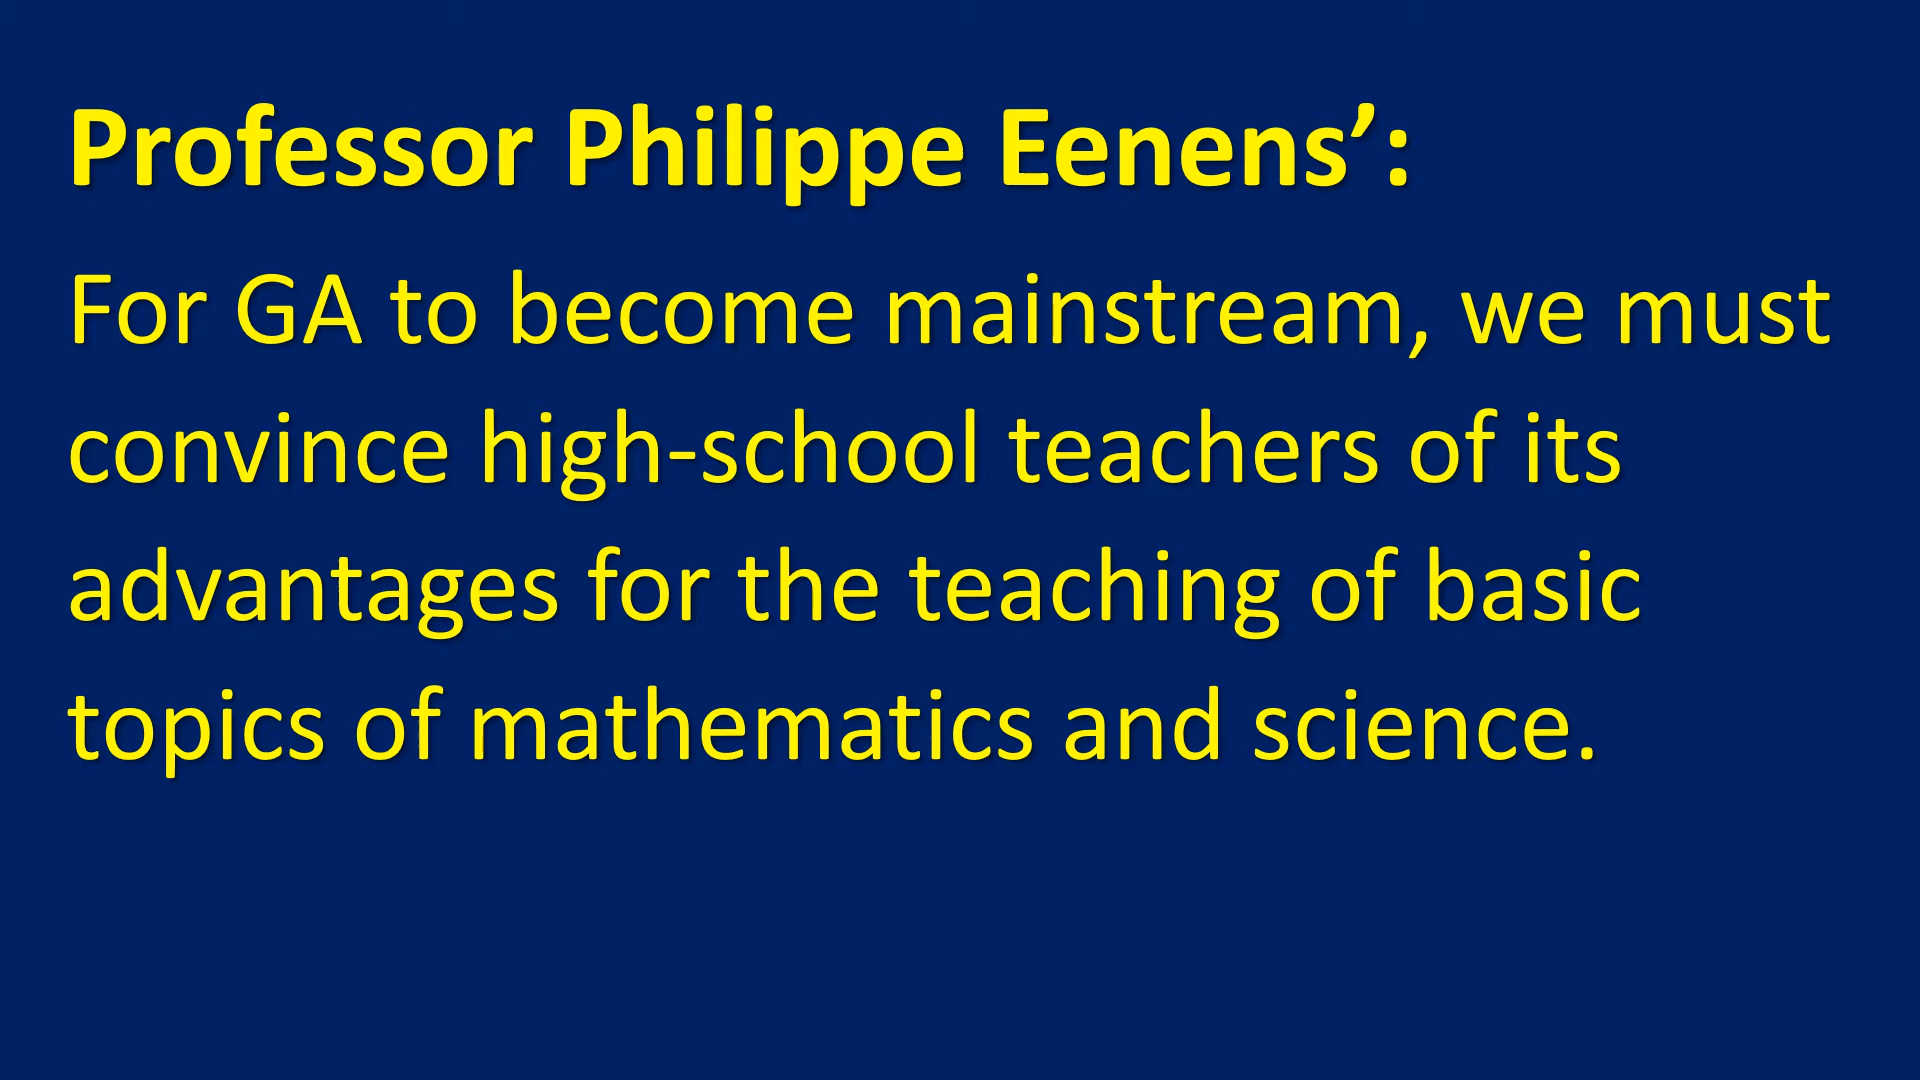 Professor Philippe Eenens’:
For GA to become mainstream, we must
convince high-school teachers of its
advantages for the teaching of basic
topics of mathematics and science.